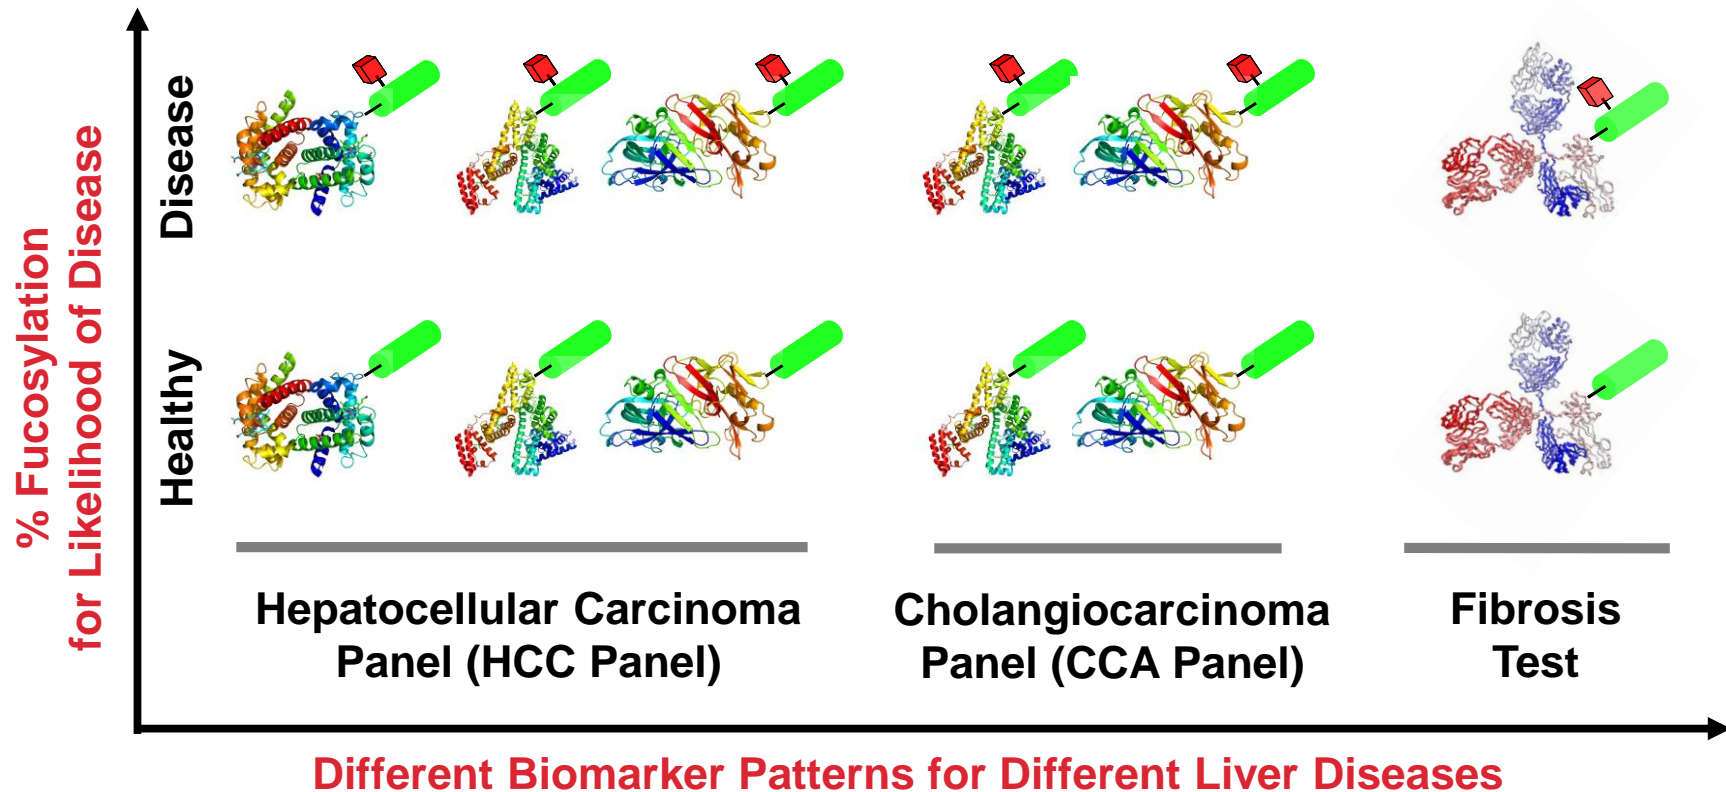 % Fucosylation
for Likelihood of Disease
Disease
Healthy
Hepatocellular Carcinoma
Panel (HCC Panel)
Cholangiocarcinoma
Panel (CCA Panel)
Fibrosis
Test
Different Biomarker Patterns for Different Liver Diseases